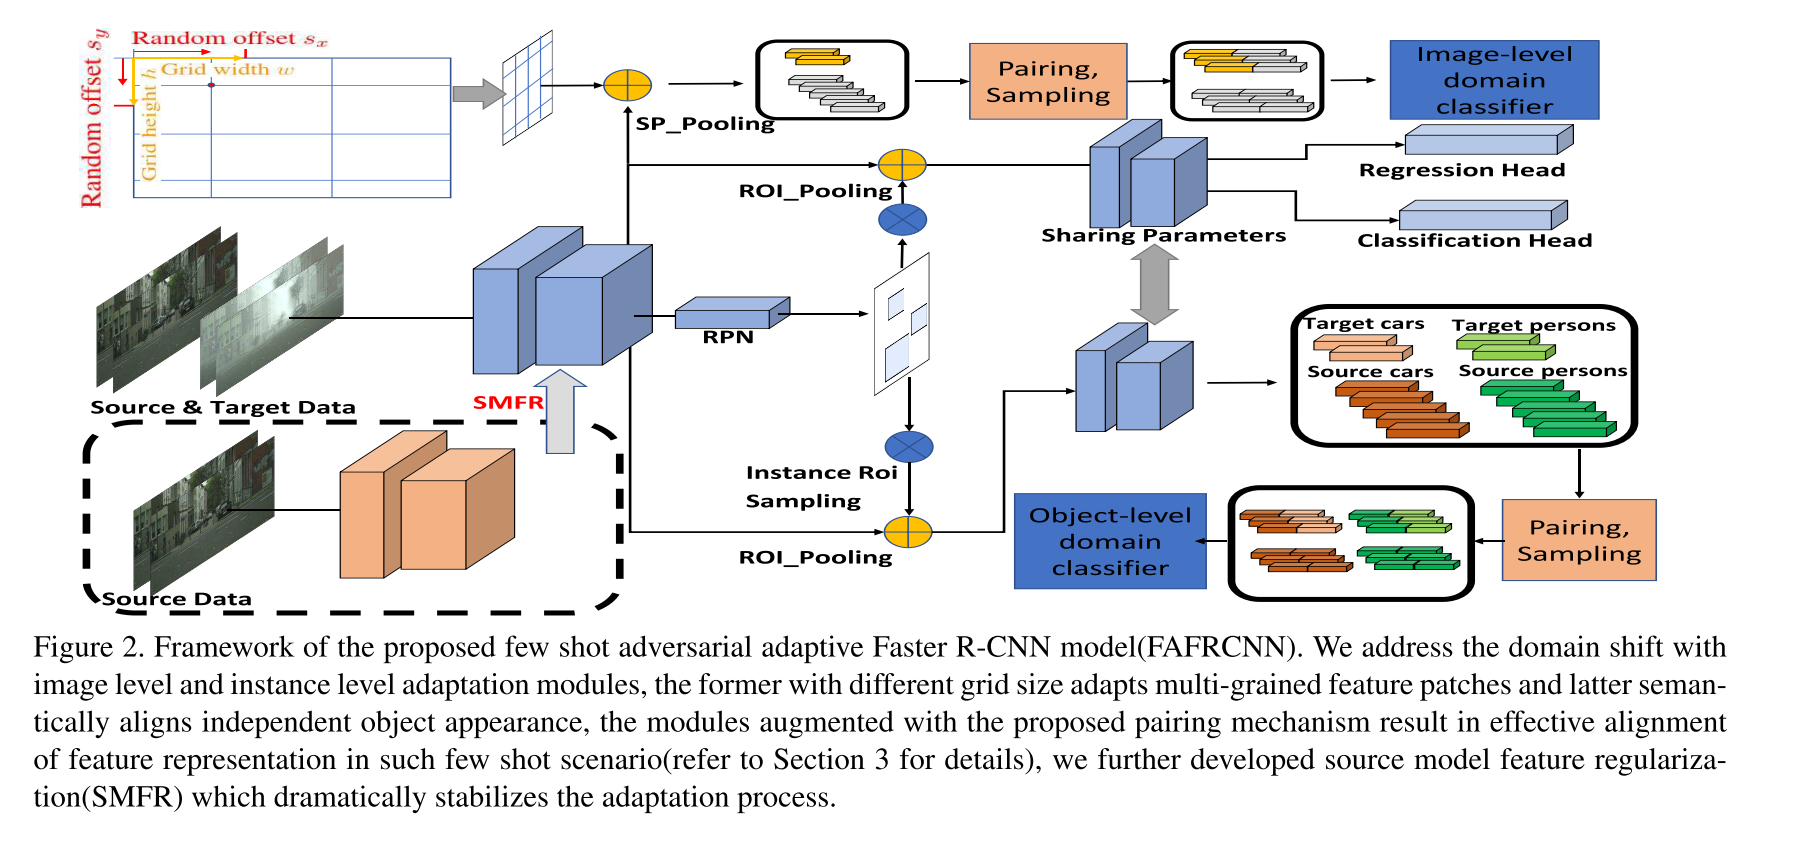 Random offset sx
Grid width w
Random offset sy
Grid height h
SP_Pooling
Pairing,
Sampling
Image-level
domain
classifier
ROI_Pooling
Regression Head
Sharing Parameters
Classification Head
RPN
Source & Target Data
SMFR
Target cars
Target persons
Source cars
Source persons
Instance Roi
Sampling
ROI_Pooling
Object-level
domain
classifier
Pairing,
Sampling
Source Data
Figure 2. Framework of the proposed few shot adversarial adaptive Faster R-CNN model(FAFRCNN). We address the domain shift with
image level and instance level adaptation modules, the former with different grid size adapts multi-grained feature patches and latter seman-
tically aligns independent object appearance, the modules augmented with the proposed pairing mechanism result in effective alignment
of feature representation in such few shot scenario(refer to Section 3 for details), we further developed source model feature regulariza-
tion(SMFR) which dramatically stabilizes the adaptation process.